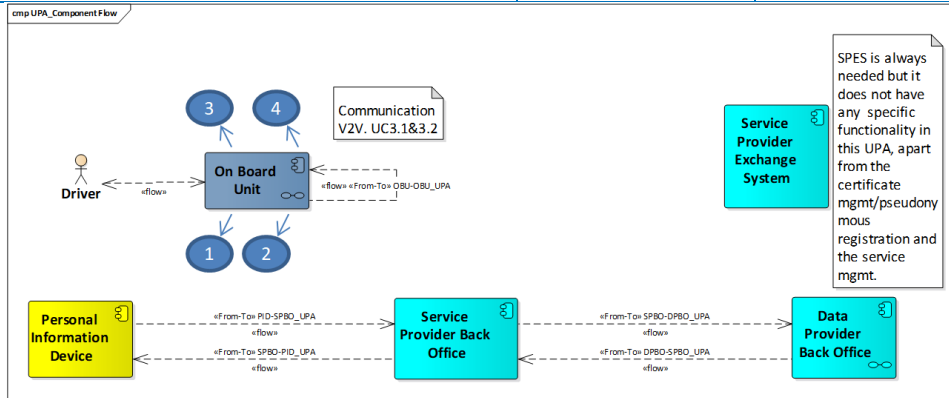 cmp UPA_Component Flow
3
4
Communication
V2V. UC3.1&3.2
SPES is always
needed but it
does not have
any specific
functionality in
this UPA, apart
from the
certificate
mgmt/pseudony
mous
registration and
the service
mgmt.
Service
Provider
Exchange
System
On Board
Unit
Driver
«flow»
«flow» «From-To» OBU-OBU_UPA
1
2
Personal
Information
Device
«From-To» PID-SPBO_UPA
«flow»
«From-To» SPBO-PID_UPA
«flow»
Service
Provider Back
Office
«From-To» SPBO-DPBO_UPA
«flow»
«From-To» DPBO-SPBO_UPA
«flow»
Data
Provider
Back Office